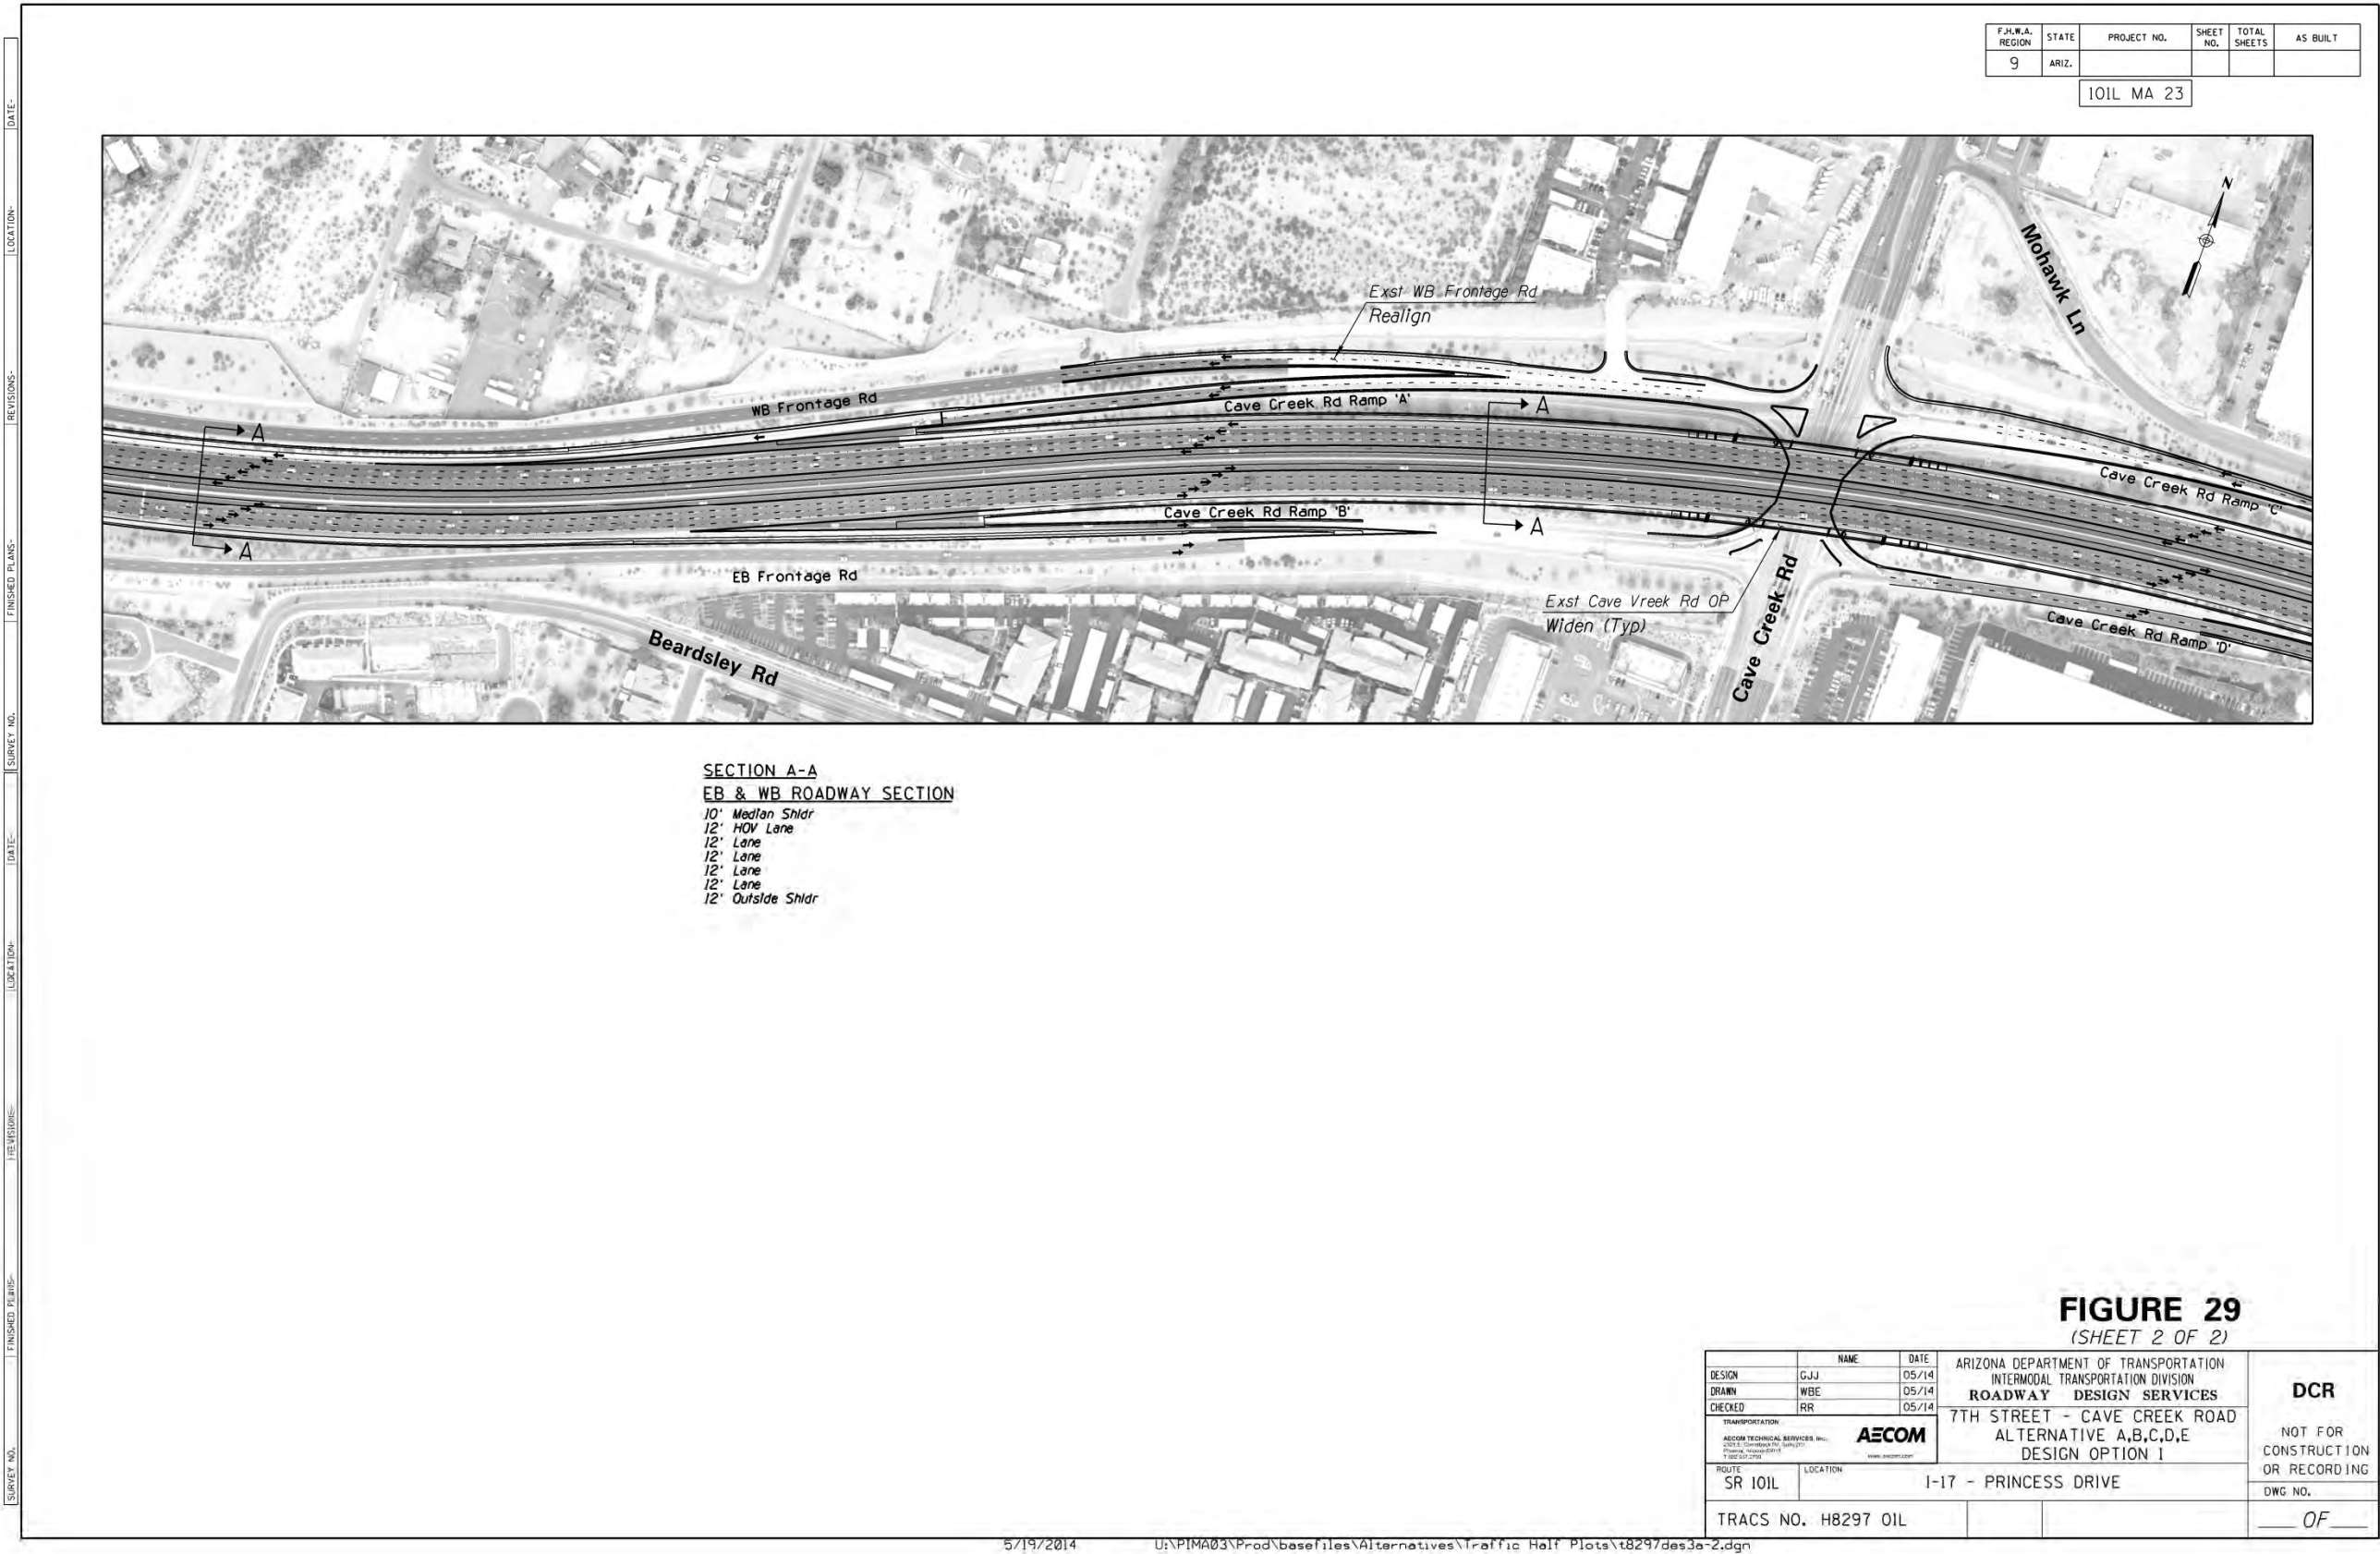 F.H.W.A. REGION STATE PROJECT NO. SHEET NO. TOTAL SHEETS AS BUILT
9 ARIZ.
101L MA 23
N
Mohawk Ln
Exst WB Frontage Rd
Realign
WB Frontage Rd
Cave Creek Rd Ramp 'A'
A
A
Cave Creek Rd Ramp 'C'
Cave Creek Rd Ramp 'B'
A
A
EB Frontage Rd
Exst Cave Vreek Rd OP
Widen (Typ)
Cave Creek Rd
Cave Creek Rd Ramp 'D'
Beardsley Rd
SECTION A-A
EB & WB ROADWAY SECTION
10' Median Shldr
12' HOV Lane
12' Lane
12' Lane
12' Lane
12' Lane
12' Outside Shldr
DATE-
LOCATION-
REVISIONS-
FINISHED PLANS-
SURVEY NO.
DATE-
LOCATION-
REVISIONS-
FINISHED PLANS-
SURVEY NO.
FIGURE 29
(SHEET 2 OF 2)
NAME DATE
DESIGN GJJ 05/14
DRAWN WBE 05/14
CHECKED RR 05/14
TRANSPORTATION
AECOM TECHNICAL SERVICES, Inc.
AECOM
ARIZONA DEPARTMENT OF TRANSPORTATION
INTERMODAL TRANSPORTATION DIVISION
ROADWAY DESIGN SERVICES
7TH STREET - CAVE CREEK ROAD
ALTERNATIVE A,B,C,D,E
DESIGN OPTION 1
DCR
NOT FOR
CONSTRUCTION
OR RECORDING
ROUTE
SR 101L
LOCATION
I-17 - PRINCESS DRIVE
DWG NO.
TRACS NO. H8297 01L
OF
5/19/2014 U:\PIMA03\Prod\basefiles\Alternatives\Traffic Half Plots\t8297des3a-2.dgn